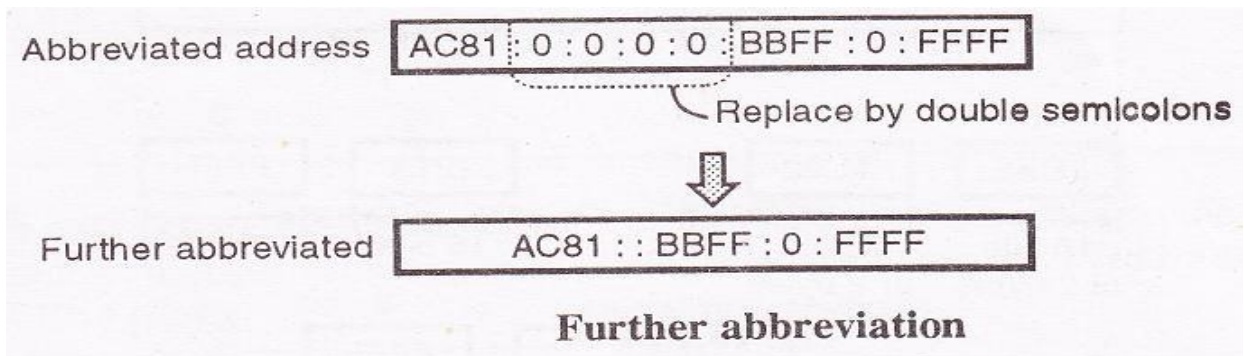 Abbreviated address AC81 : 0 : 0 : 0 : 0 : BBFF : 0 : FFFF
Replace by double semicolons
Further abbreviated AC81 : : BBFF : 0 : FFFF
Further abbreviation